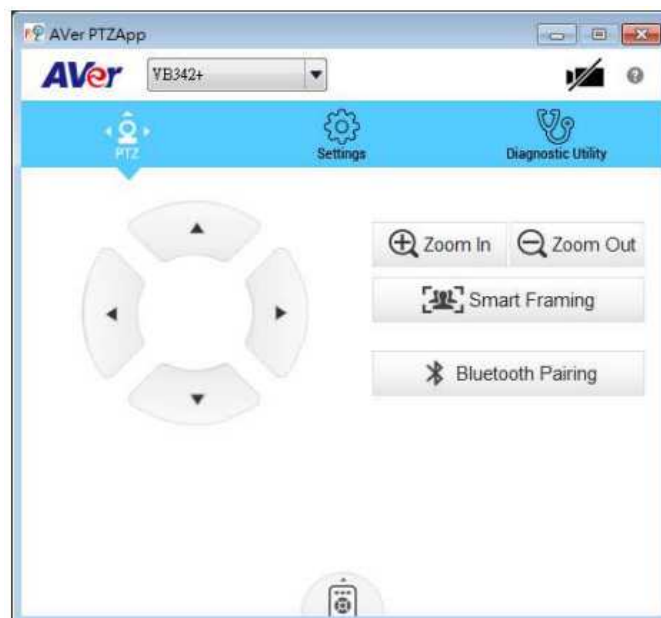 AVer PTZApp
AVer VB342+
PTZ Settings Diagnostic Utility
Zoom In Zoom Out
Smart Framing
Bluetooth Pairing